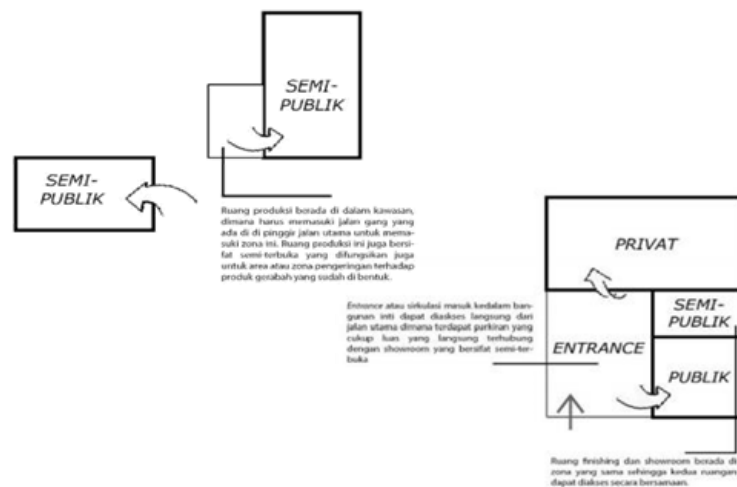 SEMI-
PUBLIK
SEMI-
PUBLIK
Ruang produksi berada di dalam kawasan,
dimana harus memasuki jalan gang yang
ada di di pinggir jalan utama untuk mema-
suki zona ini. Ruang produksi ini juga bersi-
fat semi-terbuka yang difungsikan juga
untuk area atau zona pengeringan terhadap
produk gerabah yang sudah di bentuk.
PRIVAT
Entrance atau sirkulasi masuk kedalam ban-
gunan inti dapat diakses langsung dari
jalan utama dimana terdapat parkiran yang
cukup luas yang langsung terhubung
dengan showroom yang bersifat semi-ter-
buka
SEMI-
PUBLIK
ENTRANCE
PUBLIK
Ruang finishing dan showroom berada di
zona yang sama sehingga kedua ruangan
dapat diakses secara bersamaan.